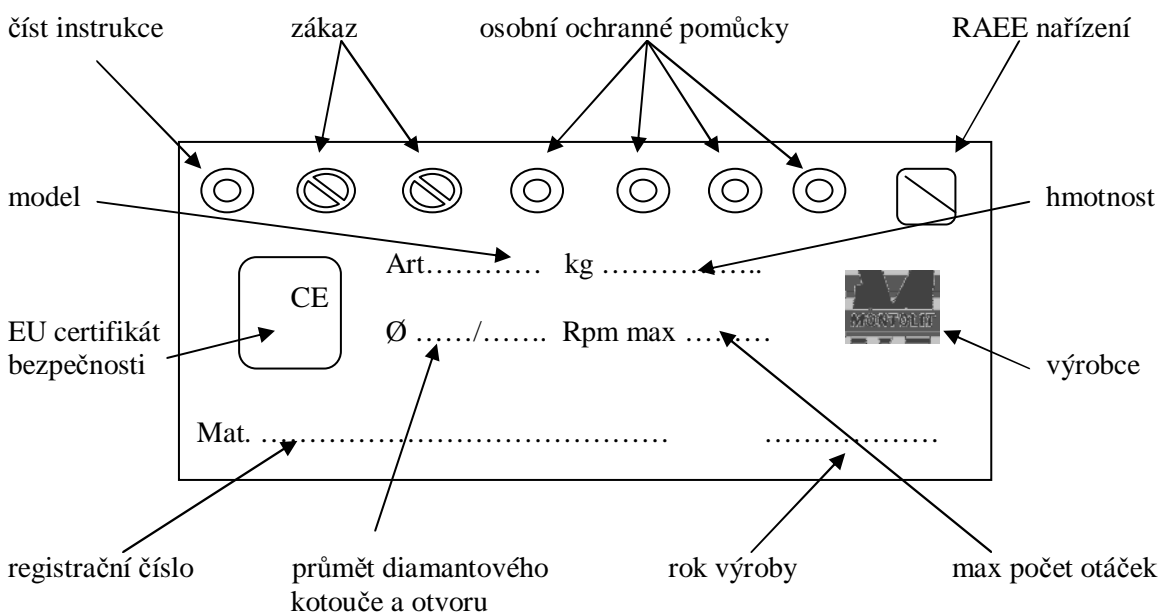 číst instrukce zákaz osobní ochranné pomůcky RAEE nařízení
model hmotnost
Art………… kg ……………..
CE
MONTOLIT
EU certifikát
bezpečnosti
Ø ……/…….. Rpm max ………
výrobce
Mat. ……………………………………… ………………
registrační číslo průmět diamantového rok výroby max počet otáček
kotouče a otvoru